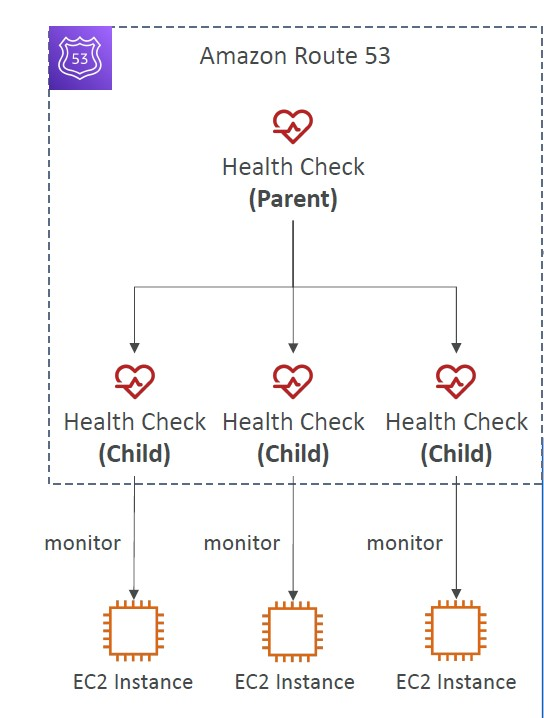 53
Amazon Route 53
Health Check
(Parent)
Health Check
(Child)
Health Check
(Child)
Health Check
(Child)
monitor
monitor
monitor
EC2 Instance
EC2 Instance
EC2 Instance